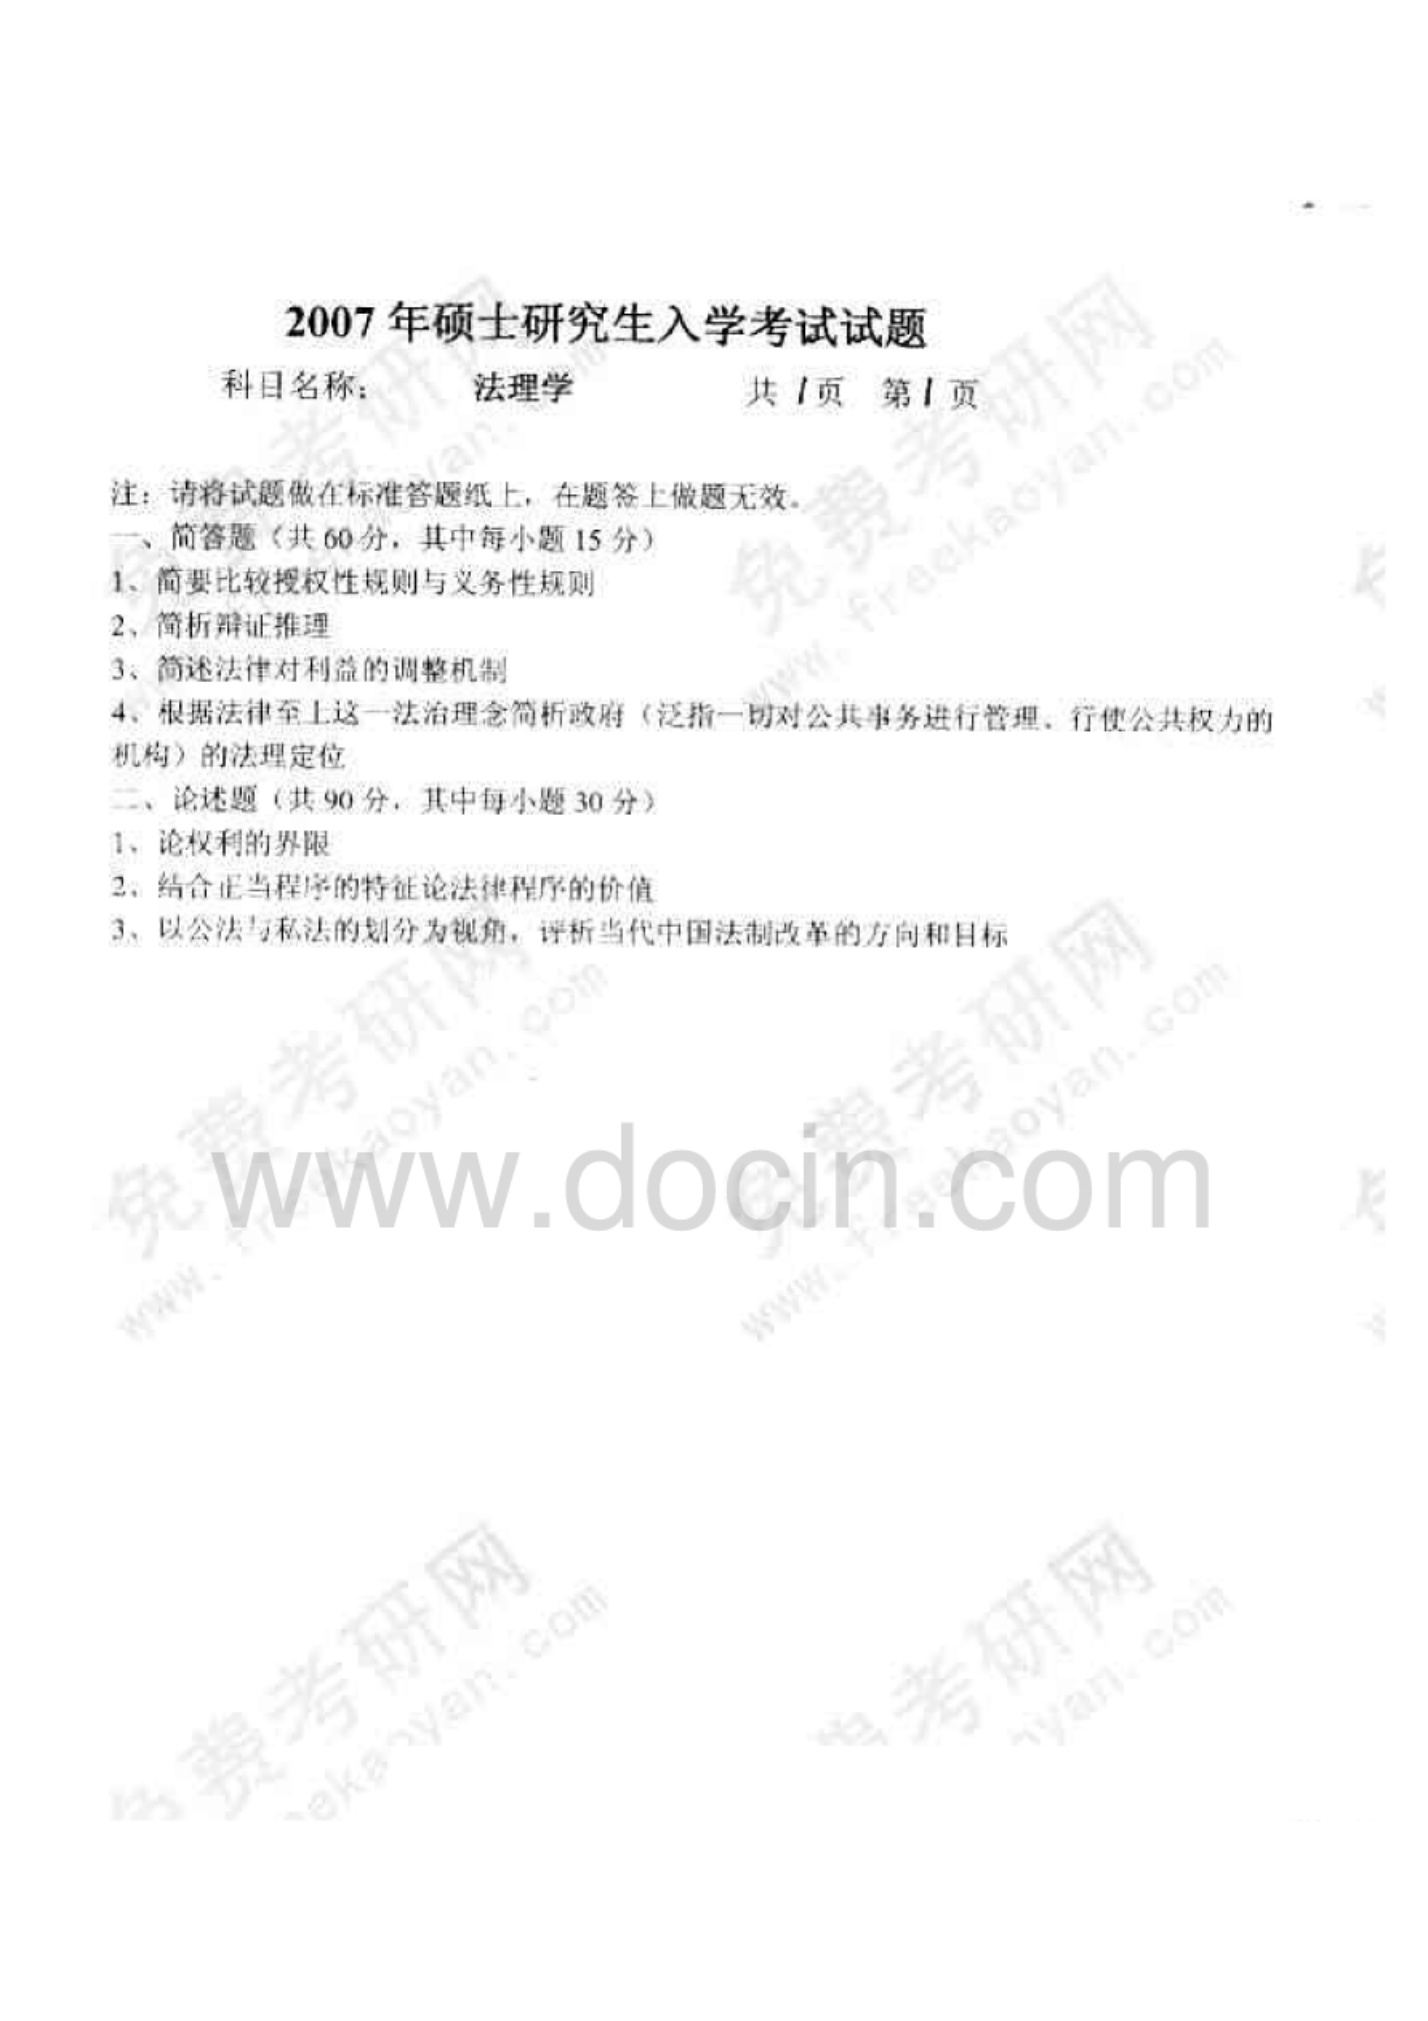 2007 年硕士研究生入学考试试题
科目名称： 法理学 共 1 页 第 1 页
注：请将试题做在标准答题纸上，在题签上做题无效。
一、简答题（共 60 分，其中每小题 15 分）
1、简要比较授权性规则与义务性规则
2、简析辩证推理
3、简述法律对利益的调整机制
4、根据法律至上这一法治理念简析政府（泛指一切对公共事务进行管理、行使公共权力的
机构）的法理定位
二、论述题（共 90 分，其中每小题 30 分）
1、论权利的界限
2、结合正当程序的特征论法律程序的价值
3、以公法与私法的划分为视角，评析当代中国法制改革的方向和目标
免费考研网
www.freekaoyan.com
www.docin.com